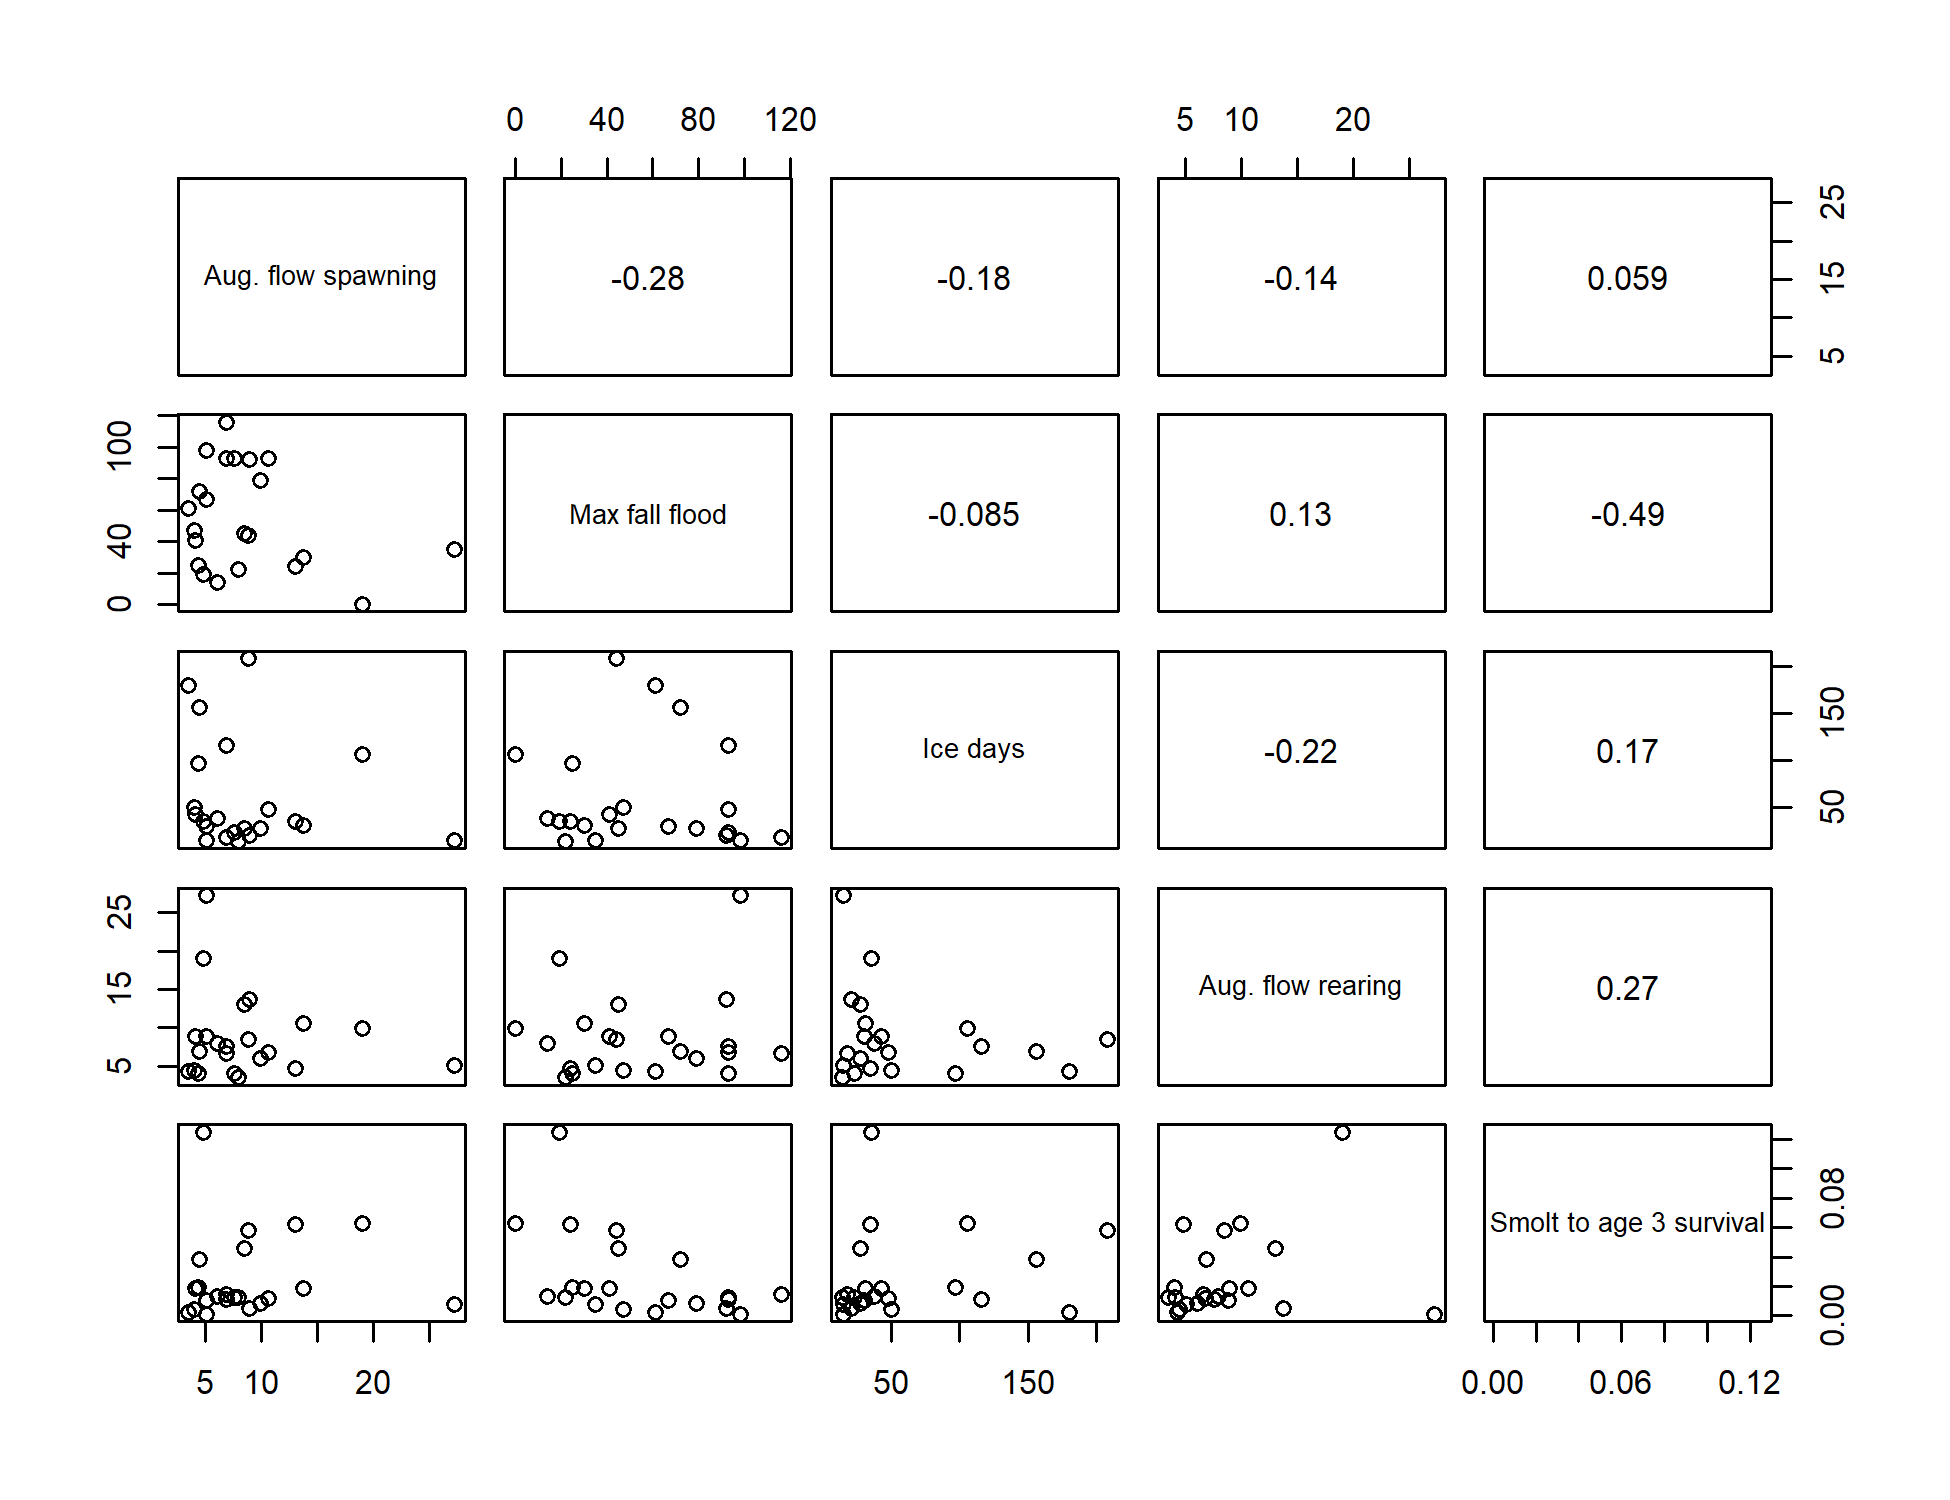 0 40 80 120 5 10 20
Aug. flow spawning -0.28 -0.18 -0.14 0.059 5 15 25
0 40 100 Max fall flood -0.085 0.13 -0.49
Ice days -0.22 0.17 50 150
5 15 25 Aug. flow rearing 0.27
Smolt to age 3 survival 0.00 0.08
5 10 20 50 150 0.00 0.06 0.12